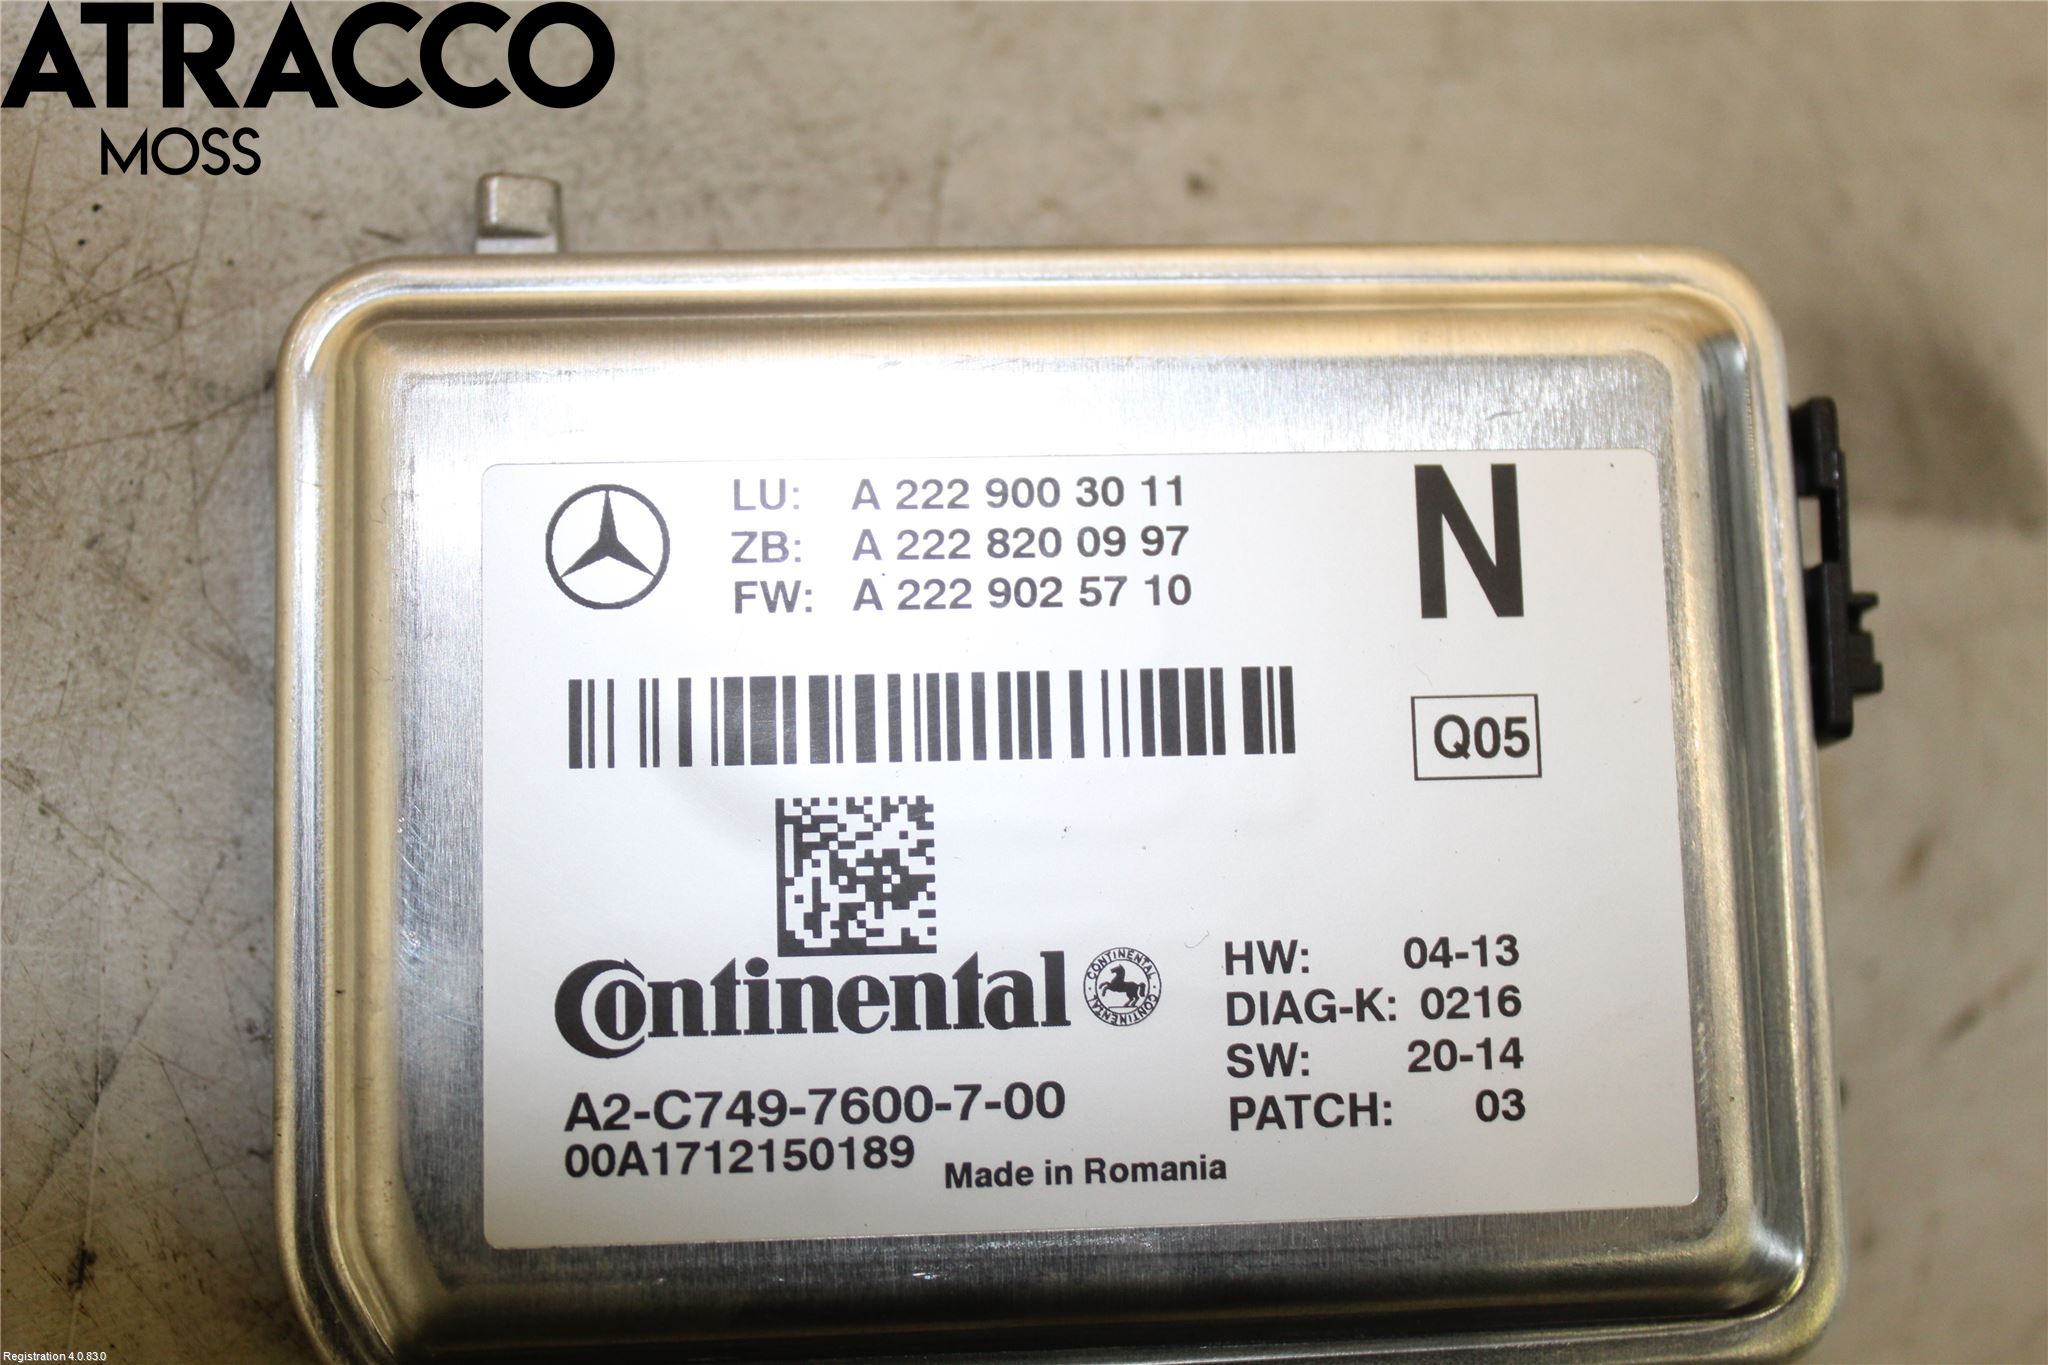 ATRACCO
MOSS
LU: A 222 900 30 11
ZB: A 222 820 09 97
FW: A 222 902 57 10
N
Q05
Continental
CONTINENTAL · CONTINENTAL
HW: 04-13
DIAG-K: 0216
SW: 20-14
PATCH: 03
A2-C749-7600-7-00
00A1712150189
Made in Romania
Registration 4.0.83.0